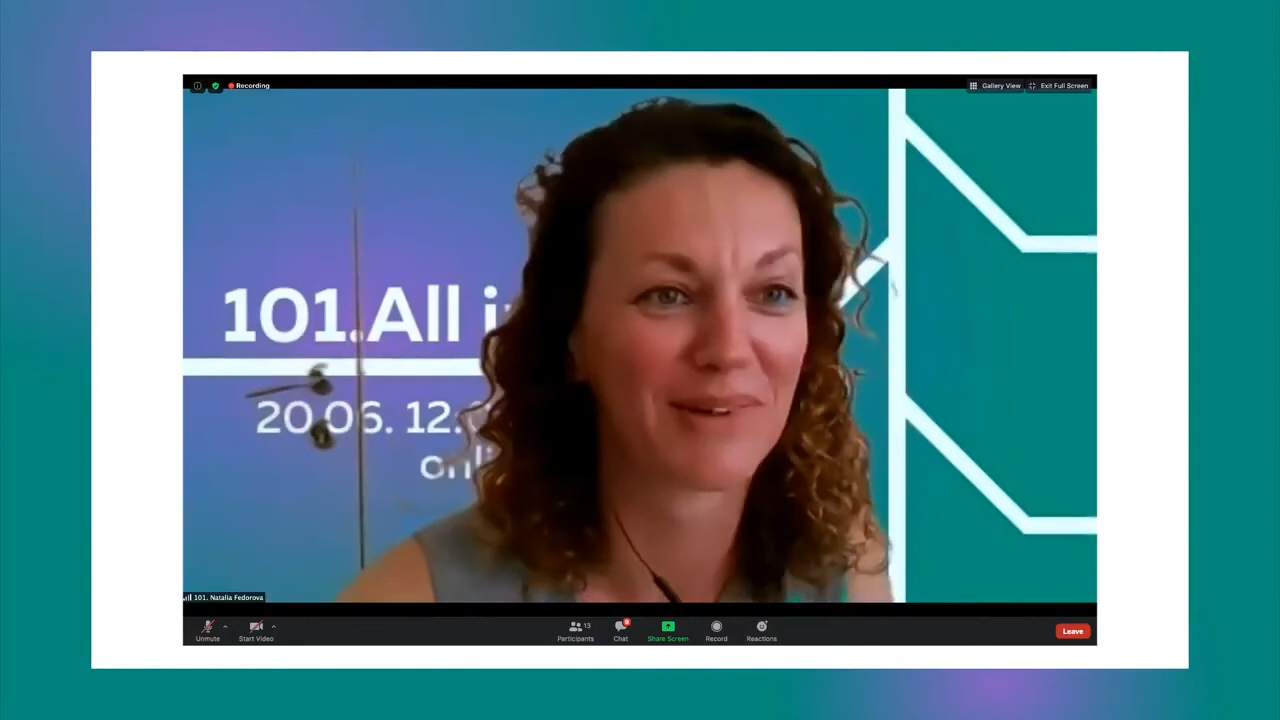 Recording
Gallery View
Exit Full Screen
101.All
20.06. 12:
101. Natalia Fedorova
Unmute
Start Video
13
Participants
8
Chat
Share Screen
Record
Reactions
Leave